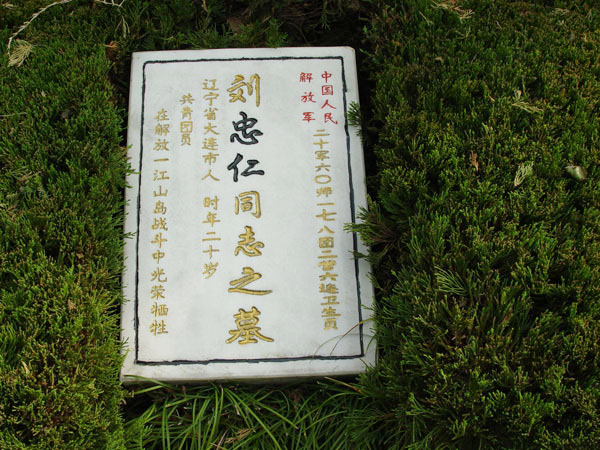 中国人民
解放军
二十军六〇师一七八团二营六连卫生员
刘忠仁同志之墓
辽宁省大连市人 时年二十岁
共青团员
在解放一江山岛战斗中光荣牺牲